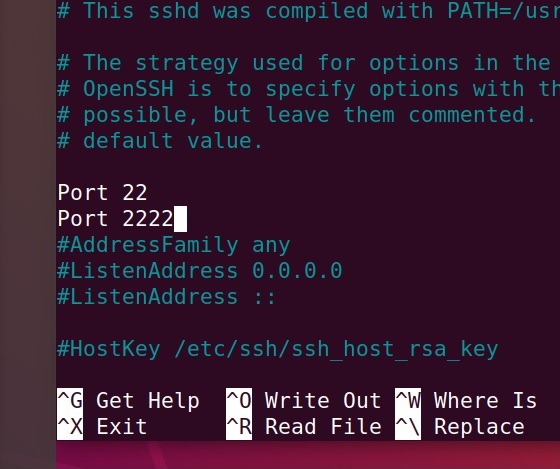 # This sshd was compiled with PATH=/usr
# The strategy used for options in the
# OpenSSH is to specify options with th
# possible, but leave them commented.
# default value.
Port 22
Port 2222
#AddressFamily any
#ListenAddress 0.0.0.0
#ListenAddress ::
#HostKey /etc/ssh/ssh_host_rsa_key
^G Get Help ^O Write Out ^W Where Is
^X Exit ^R Read File ^\ Replace